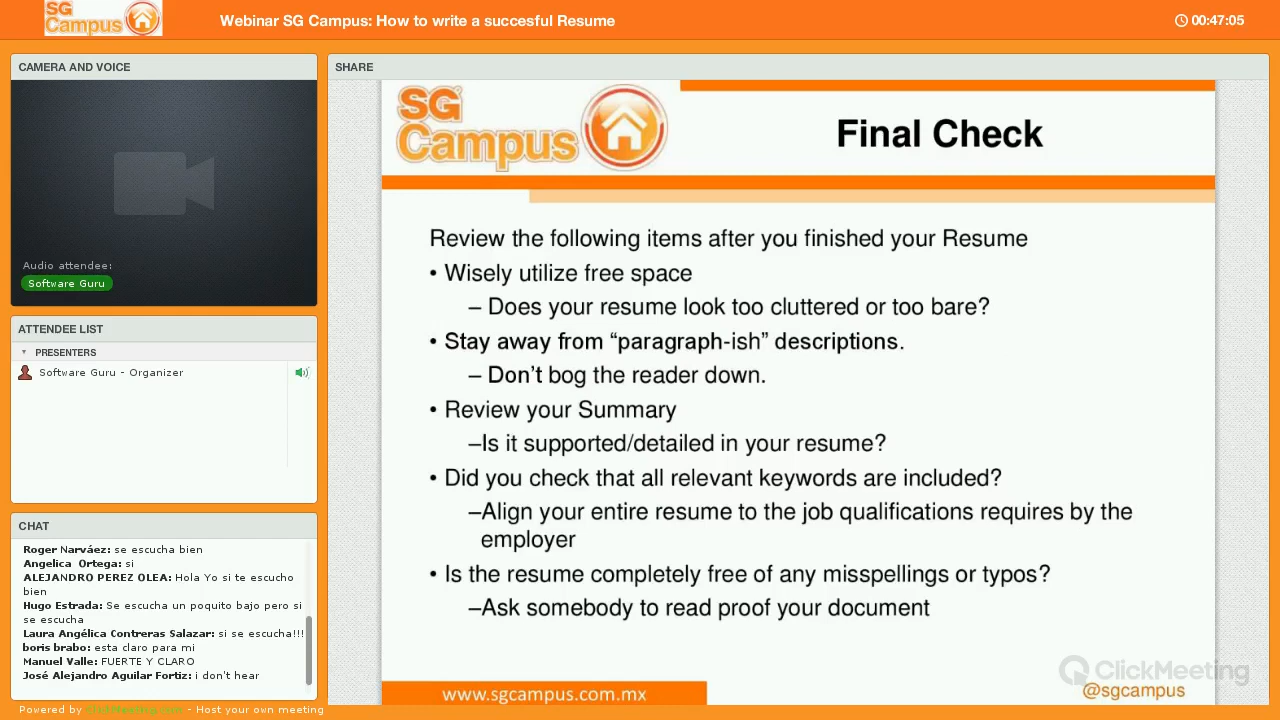 SG Campus
Webinar SG Campus: How to write a succesful Resume
00:47:05
CAMERA AND VOICE
Audio attendee:
Software Guru
ATTENDEE LIST
PRESENTERS
Software Guru - Organizer
CHAT
Roger Narváez: se escucha bien
Angelica Ortega: si
ALEJANDRO PEREZ OLEA: Hola Yo si te escucho
bien
Hugo Estrada: Se escucha un poquito bajo pero si
se escucha
Laura Angélica Contreras Salazar: si se escucha!!!
boris brabo: esta claro para mi
Manuel Valle: FUERTE Y CLARO
José Alejandro Aguilar Fortiz: i don't hear
Powered by ClickMeeting.com - Host your own meeting
SHARE
SG
Campus
Final Check
Review the following items after you finished your Resume
• Wisely utilize free space
– Does your resume look too cluttered or too bare?
• Stay away from “paragraph-ish” descriptions.
– Don’t bog the reader down.
• Review your Summary
–Is it supported/detailed in your resume?
• Did you check that all relevant keywords are included?
–Align your entire resume to the job qualifications requires by the
employer
• Is the resume completely free of any misspellings or typos?
–Ask somebody to read proof your document
www.sgcampus.com.mx
ClickMeeting
@sgcampus